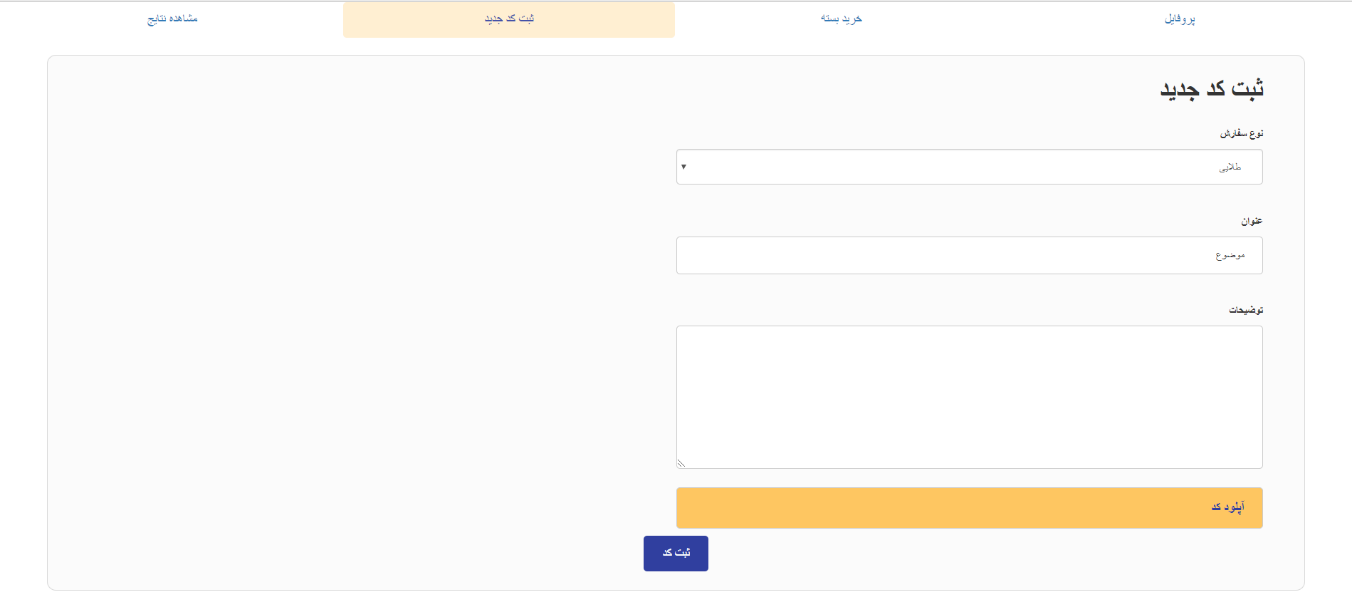 پروفایل
خرید بسته
ثبت کد جدید
مشاهده نتایج
ثبت کد جدید
نوع سفارش
طلایی
عنوان
موضوع
توضیحات
آپلود کد
ثبت کد